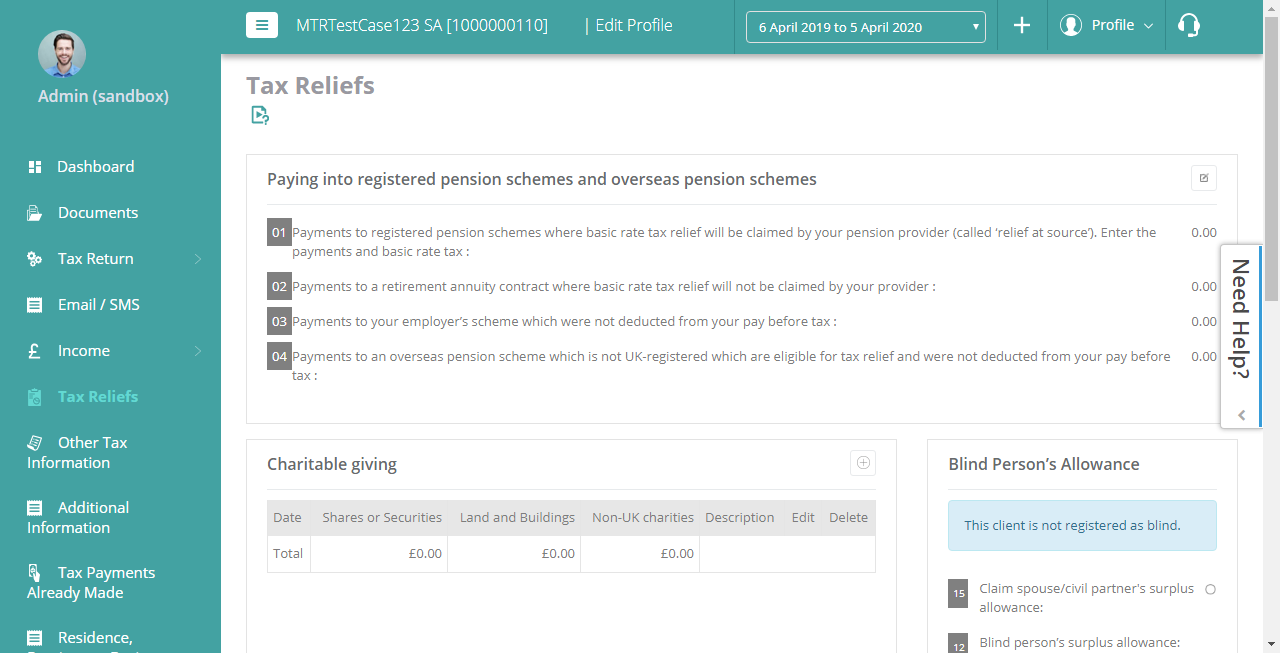 MTRTestCase123 SA [1000000110]
| Edit Profile
6 April 2019 to 5 April 2020
Profile
Admin (sandbox)
Dashboard
Documents
Tax Return
Email / SMS
£ Income
Tax Reliefs
Other Tax
Information
Additional
Information
Tax Payments
Already Made
Residence,
Tax Reliefs
Paying into registered pension schemes and overseas pension schemes
01 Payments to registered pension schemes where basic rate tax relief will be claimed by your pension provider (called ‘relief at source’). Enter the 0.00
payments and basic rate tax :
02 Payments to a retirement annuity contract where basic rate tax relief will not be claimed by your provider : 0.00
03 Payments to your employer’s scheme which were not deducted from your pay before tax : 0.00
04 Payments to an overseas pension scheme which is not UK-registered which are eligible for tax relief and were not deducted from your pay before 0.00
tax :
Need Help?
Charitable giving
Date Shares or Securities Land and Buildings Non-UK charities Description Edit Delete
Total £0.00 £0.00 £0.00
Blind Person’s Allowance
This client is not registered as blind.
15 Claim spouse/civil partner's surplus
allowance:
12 Blind person’s surplus allowance: